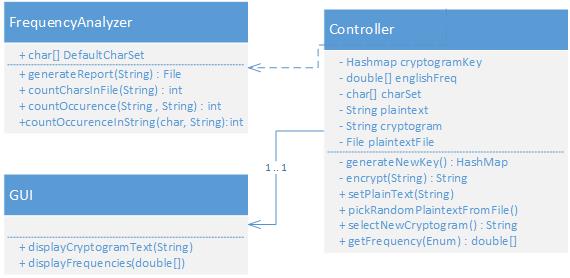 FrequencyAnalyzer
+ char[] DefaultCharSet
+ generateReport(String) : File
+ countCharsInFile(String) : int
+ countOccurence(String , String) : int
+countOccurenceInString(char, String):int
Controller
- Hashmap cryptogramKey
- double[] englishFreq
- char[] charSet
- String plaintext
- String cryptogram
- File plaintextFile
- generateNewKey() : HashMap
- encrypt(String) : String
+ setPlainText(String)
+ pickRandomPlaintextFromFile()
+ selectNewCryptogram() : String
+ getFrequency(Enum) : double[]
1 .. 1
GUI
+ displayCryptogramText(String)
+ displayFrequencies(double[])